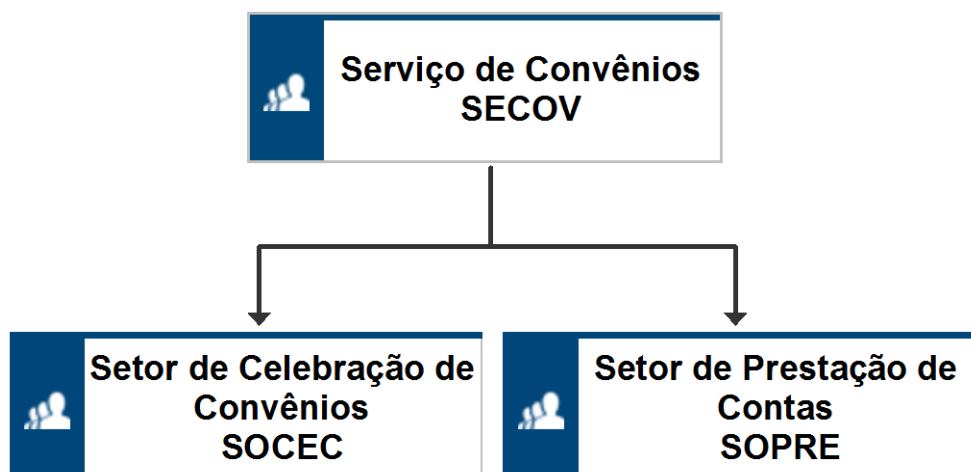 Serviço de Convênios
SECOV
Setor de Celebração de
Convênios
SOCEC
Setor de Prestação de
Contas
SOPRE